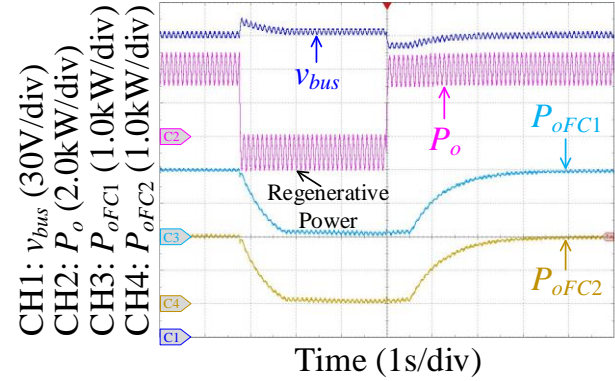 CH1: v_bus (30V/div)
CH2: P_o (2.0kW/div)
CH3: P_oFC1 (1.0kW/div)
CH4: P_oFC2 (1.0kW/div)
v_bus
C2
P_o
P_oFC1
Regenerative
Power
C3
P_oFC2
C4
C1
Time (1s/div)